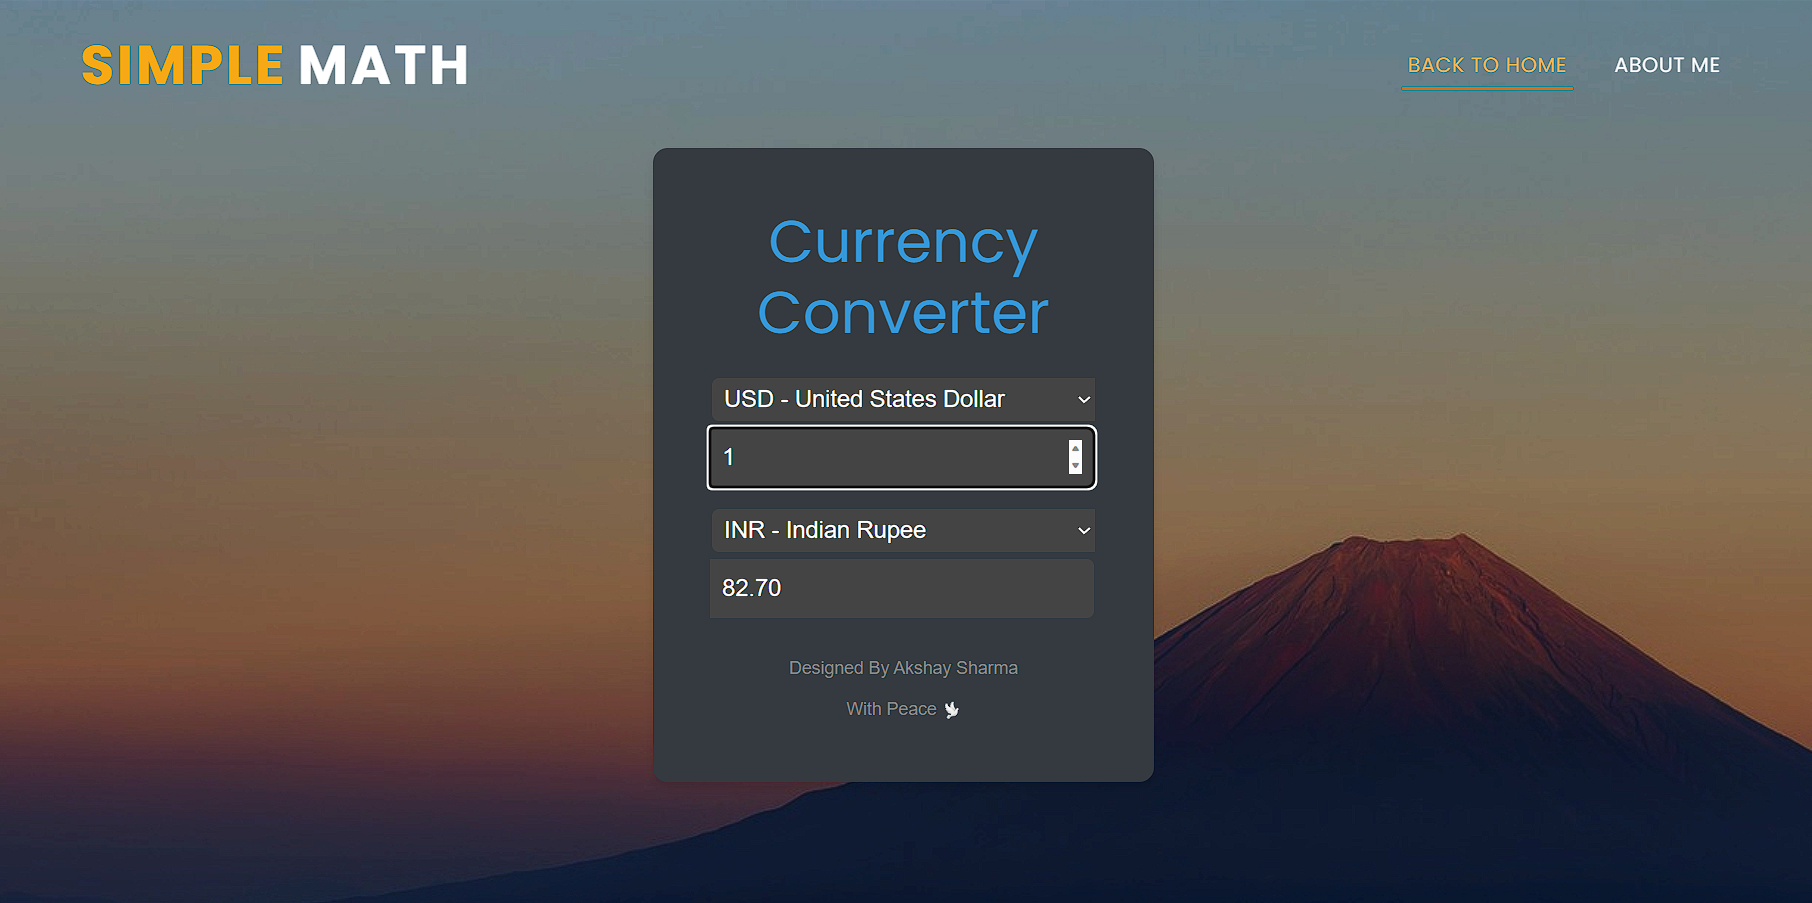 SIMPLE MATH
BACK TO HOME
ABOUT ME
Currency
Converter
USD - United States Dollar
1
INR - Indian Rupee
82.70
Designed By Akshay Sharma
With Peace 🕊